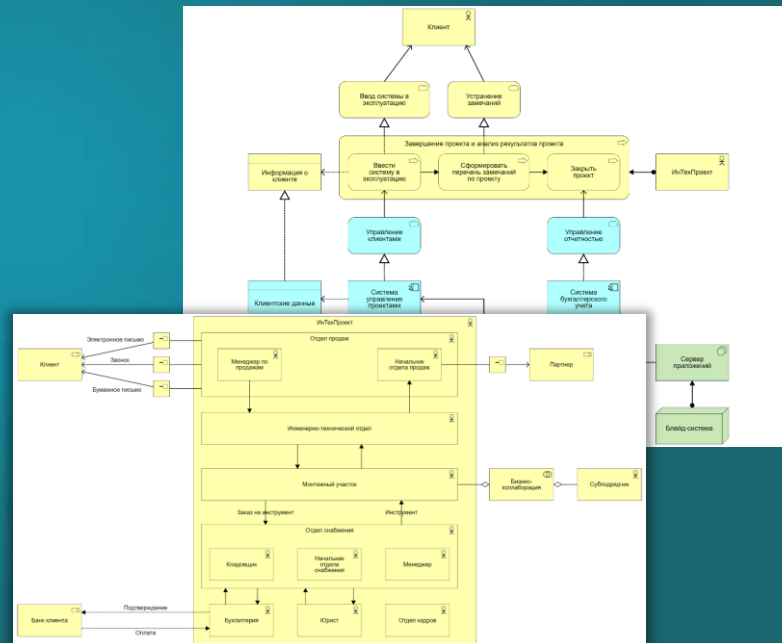 Клиент
Ввод системы в
эксплуатацию
Устранение
замечаний
Завершение проекта и анализ результатов проекта
Информация о
клиенте
Ввести
систему в
эксплуатацию
Сформировать
перечень замечаний
по проекту
Закрыть
проект
ИнТехПроект
Управление
клиентами
Управление
отчетностью
Клиентские данные
Система
управления
проектами
Система
бухгалтерского
учета
Сервер
приложений
Блейд-система
ИнТехПроект
Отдел продаж
Электронное письмо
Клиент
Звонок
Бумажное письмо
Менеджер по
продажам
Начальник
отдела продаж
Партнер
Инженерно-технический отдел
Монтажный участок
Бизнес-
коллаборация
Субподрядчик
Заказ на инструмент
Инструмент
Отдел снабжения
Кладовщик
Начальник
отдела
снабжения
Менеджер
Банк клиента
Подтверждение
Оплата
Бухгалтерия
Юрист
Отдел кадров